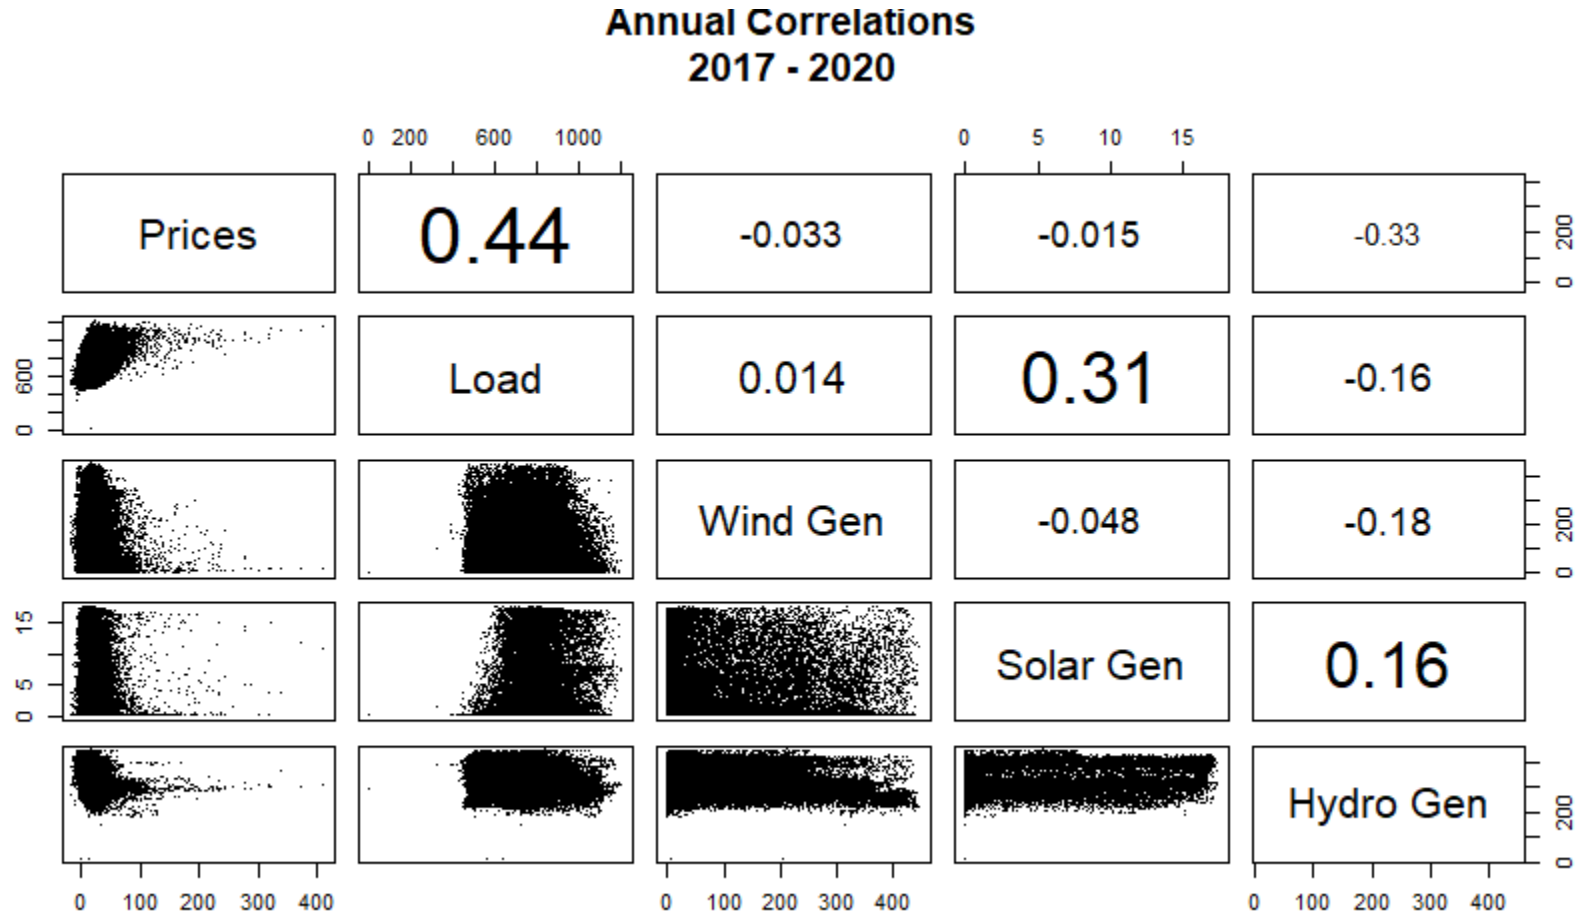 Annual Correlations
2017 - 2020
0 200 600 1000 0 5 10 15
Prices 0.44 -0.033 -0.015 -0.33 0 200
0 600 Load 0.014 0.31 -0.16
Wind Gen -0.048 -0.18 0 200
0 5 15 Solar Gen 0.16
Hydro Gen 0 200
0 100 200 300 400 0 100 200 300 400 0 100 200 300 400